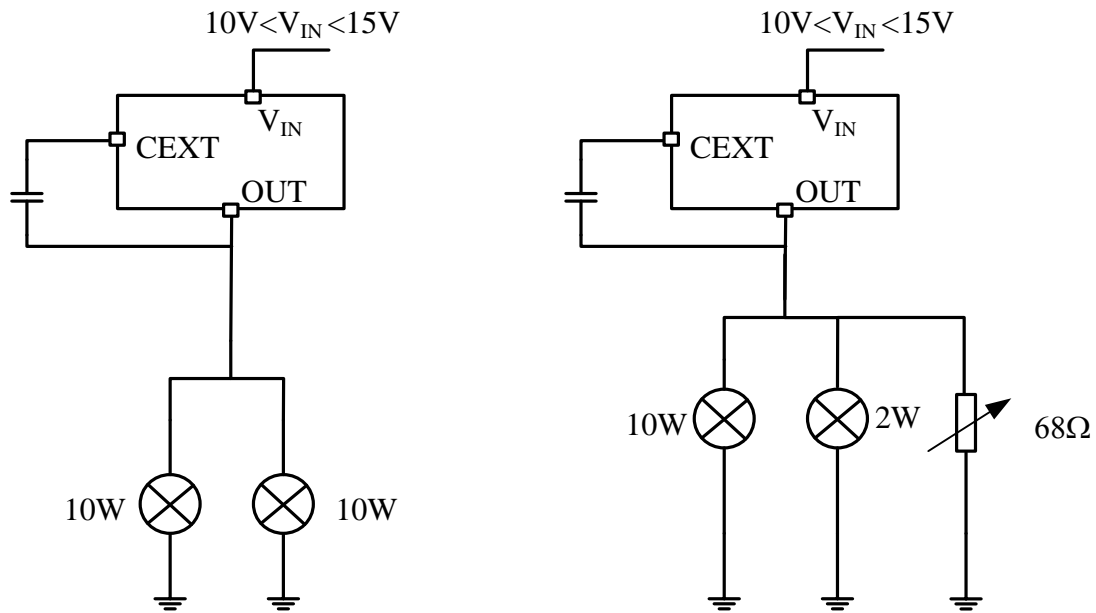 10V<V_IN<15V
V_IN
CEXT
OUT
10W
10W
10V<V_IN<15V
V_IN
CEXT
OUT
10W
2W
68Ω